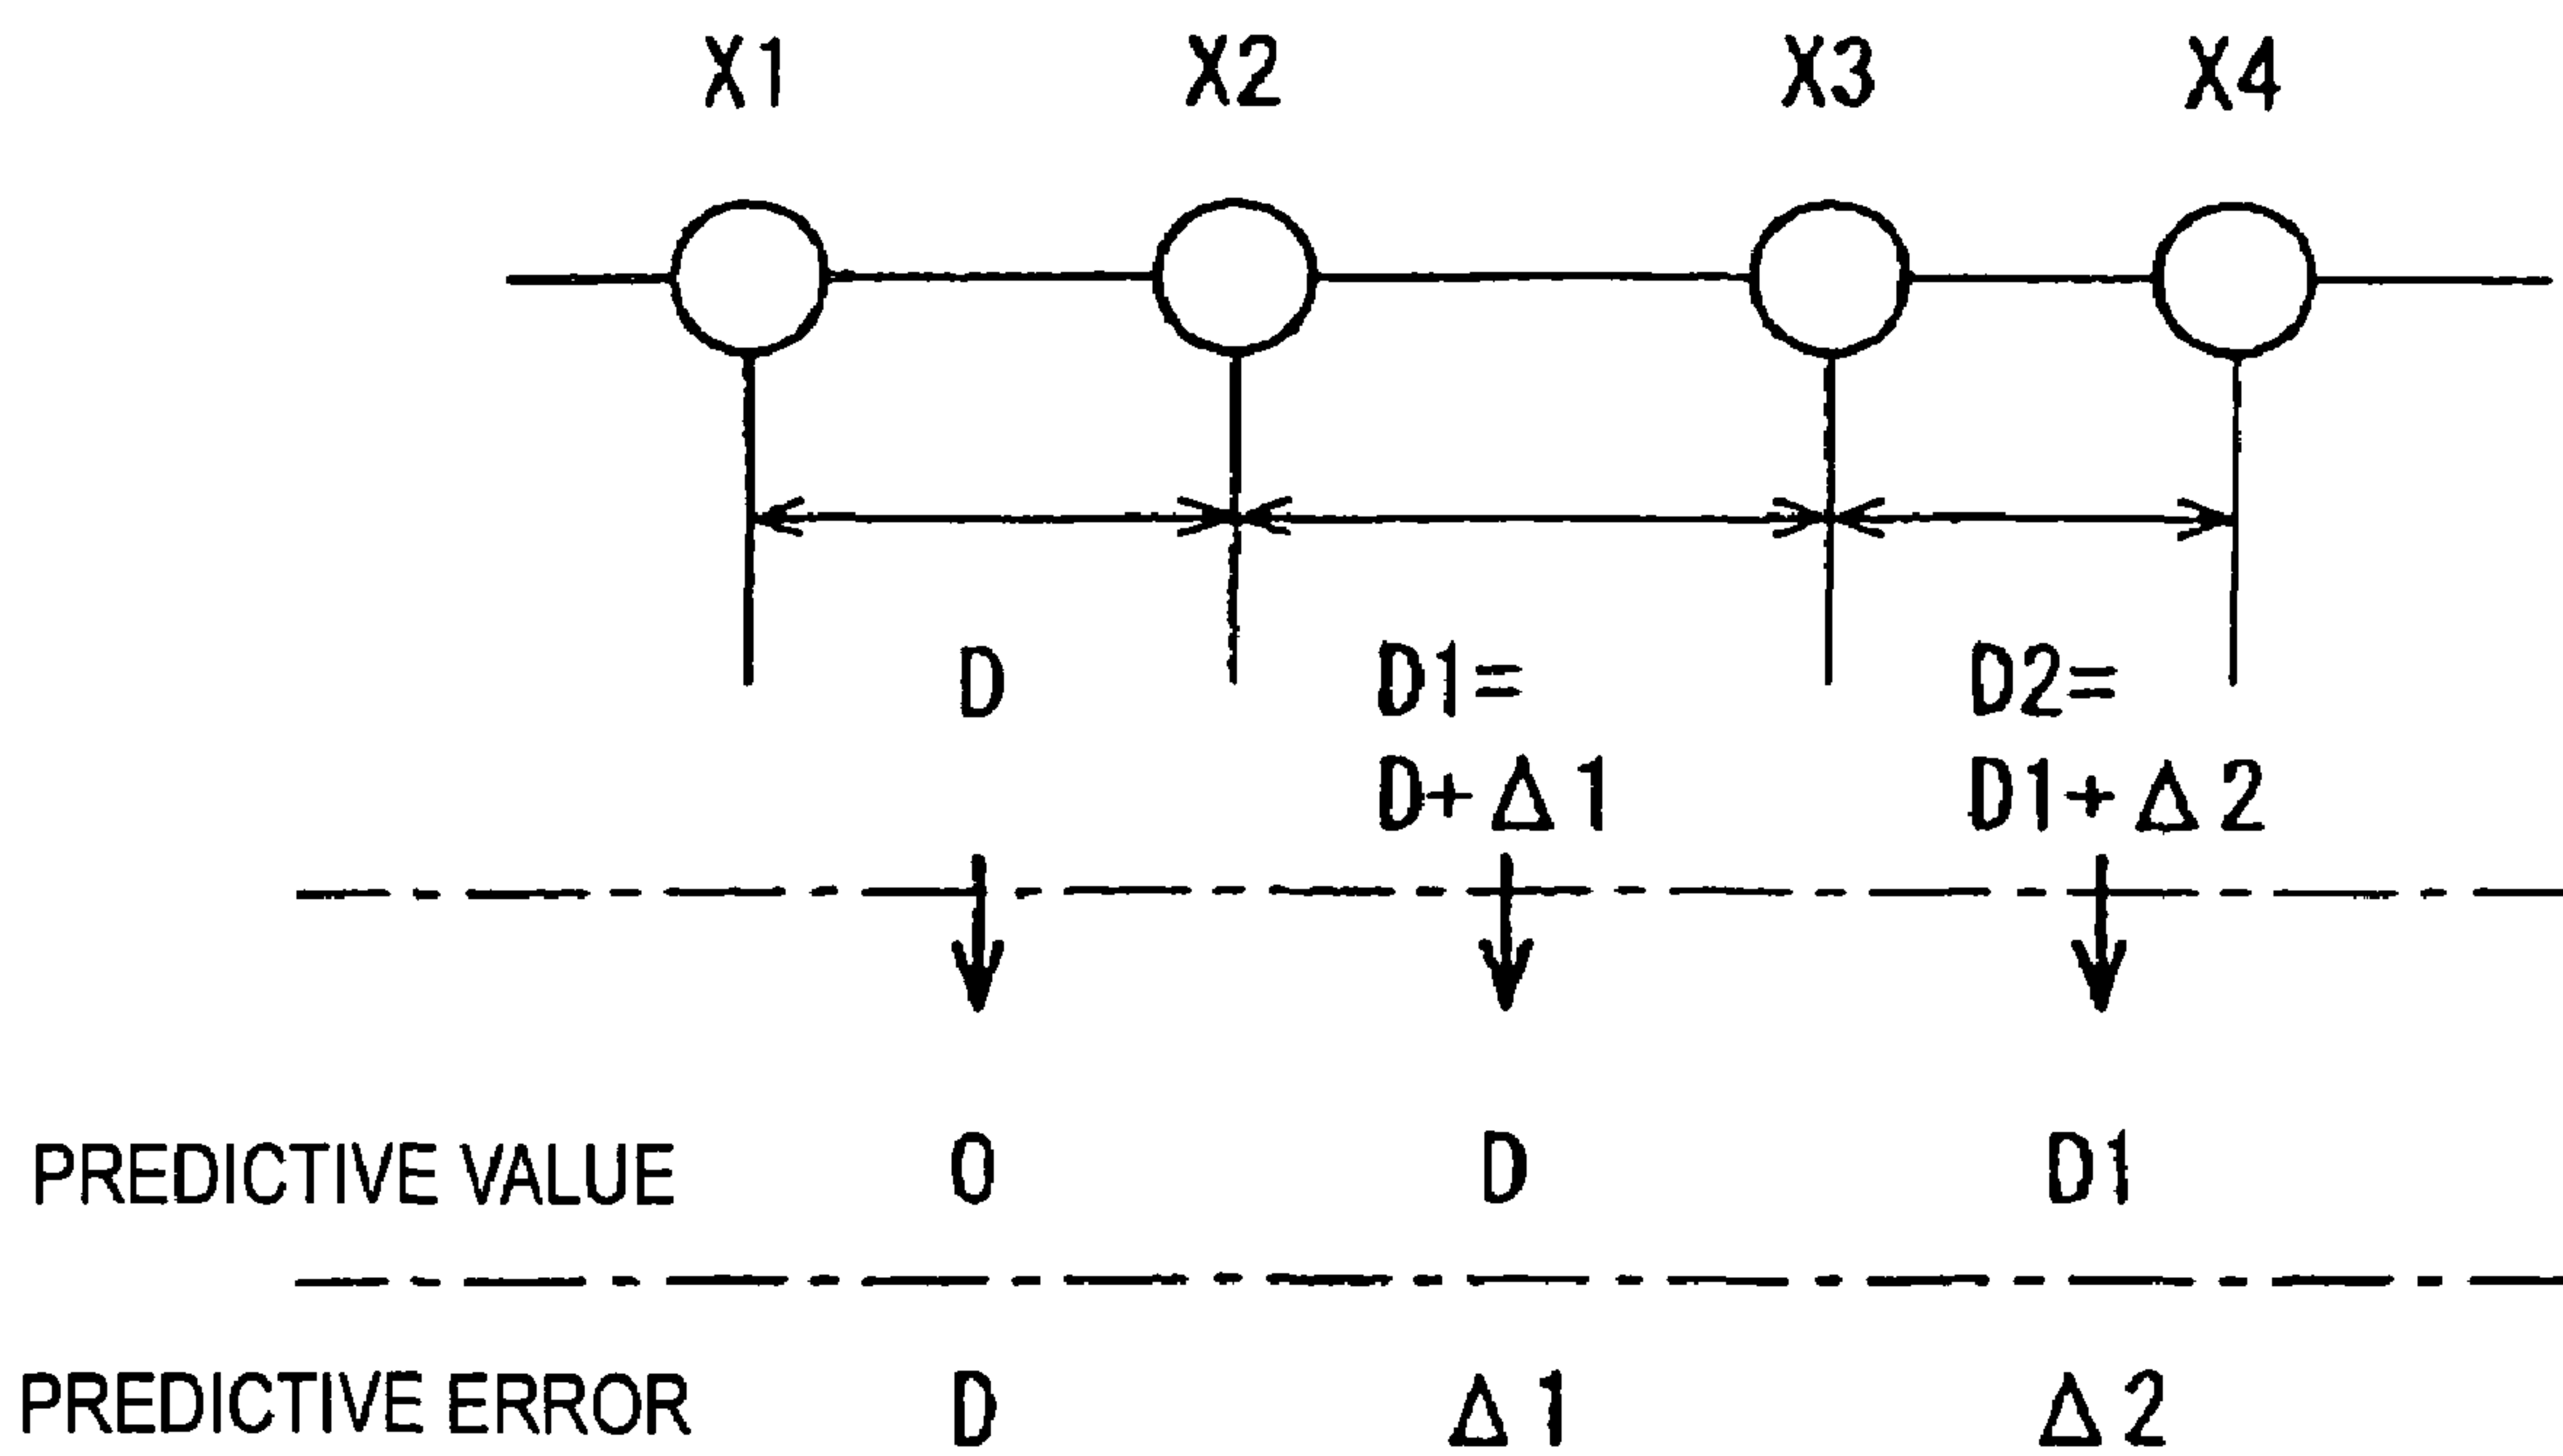 X1 X2 X3 X4
D D1= D2=
D+Δ1 D1+Δ2
PREDICTIVE VALUE 0 D D1
PREDICTIVE ERROR D Δ1 Δ2